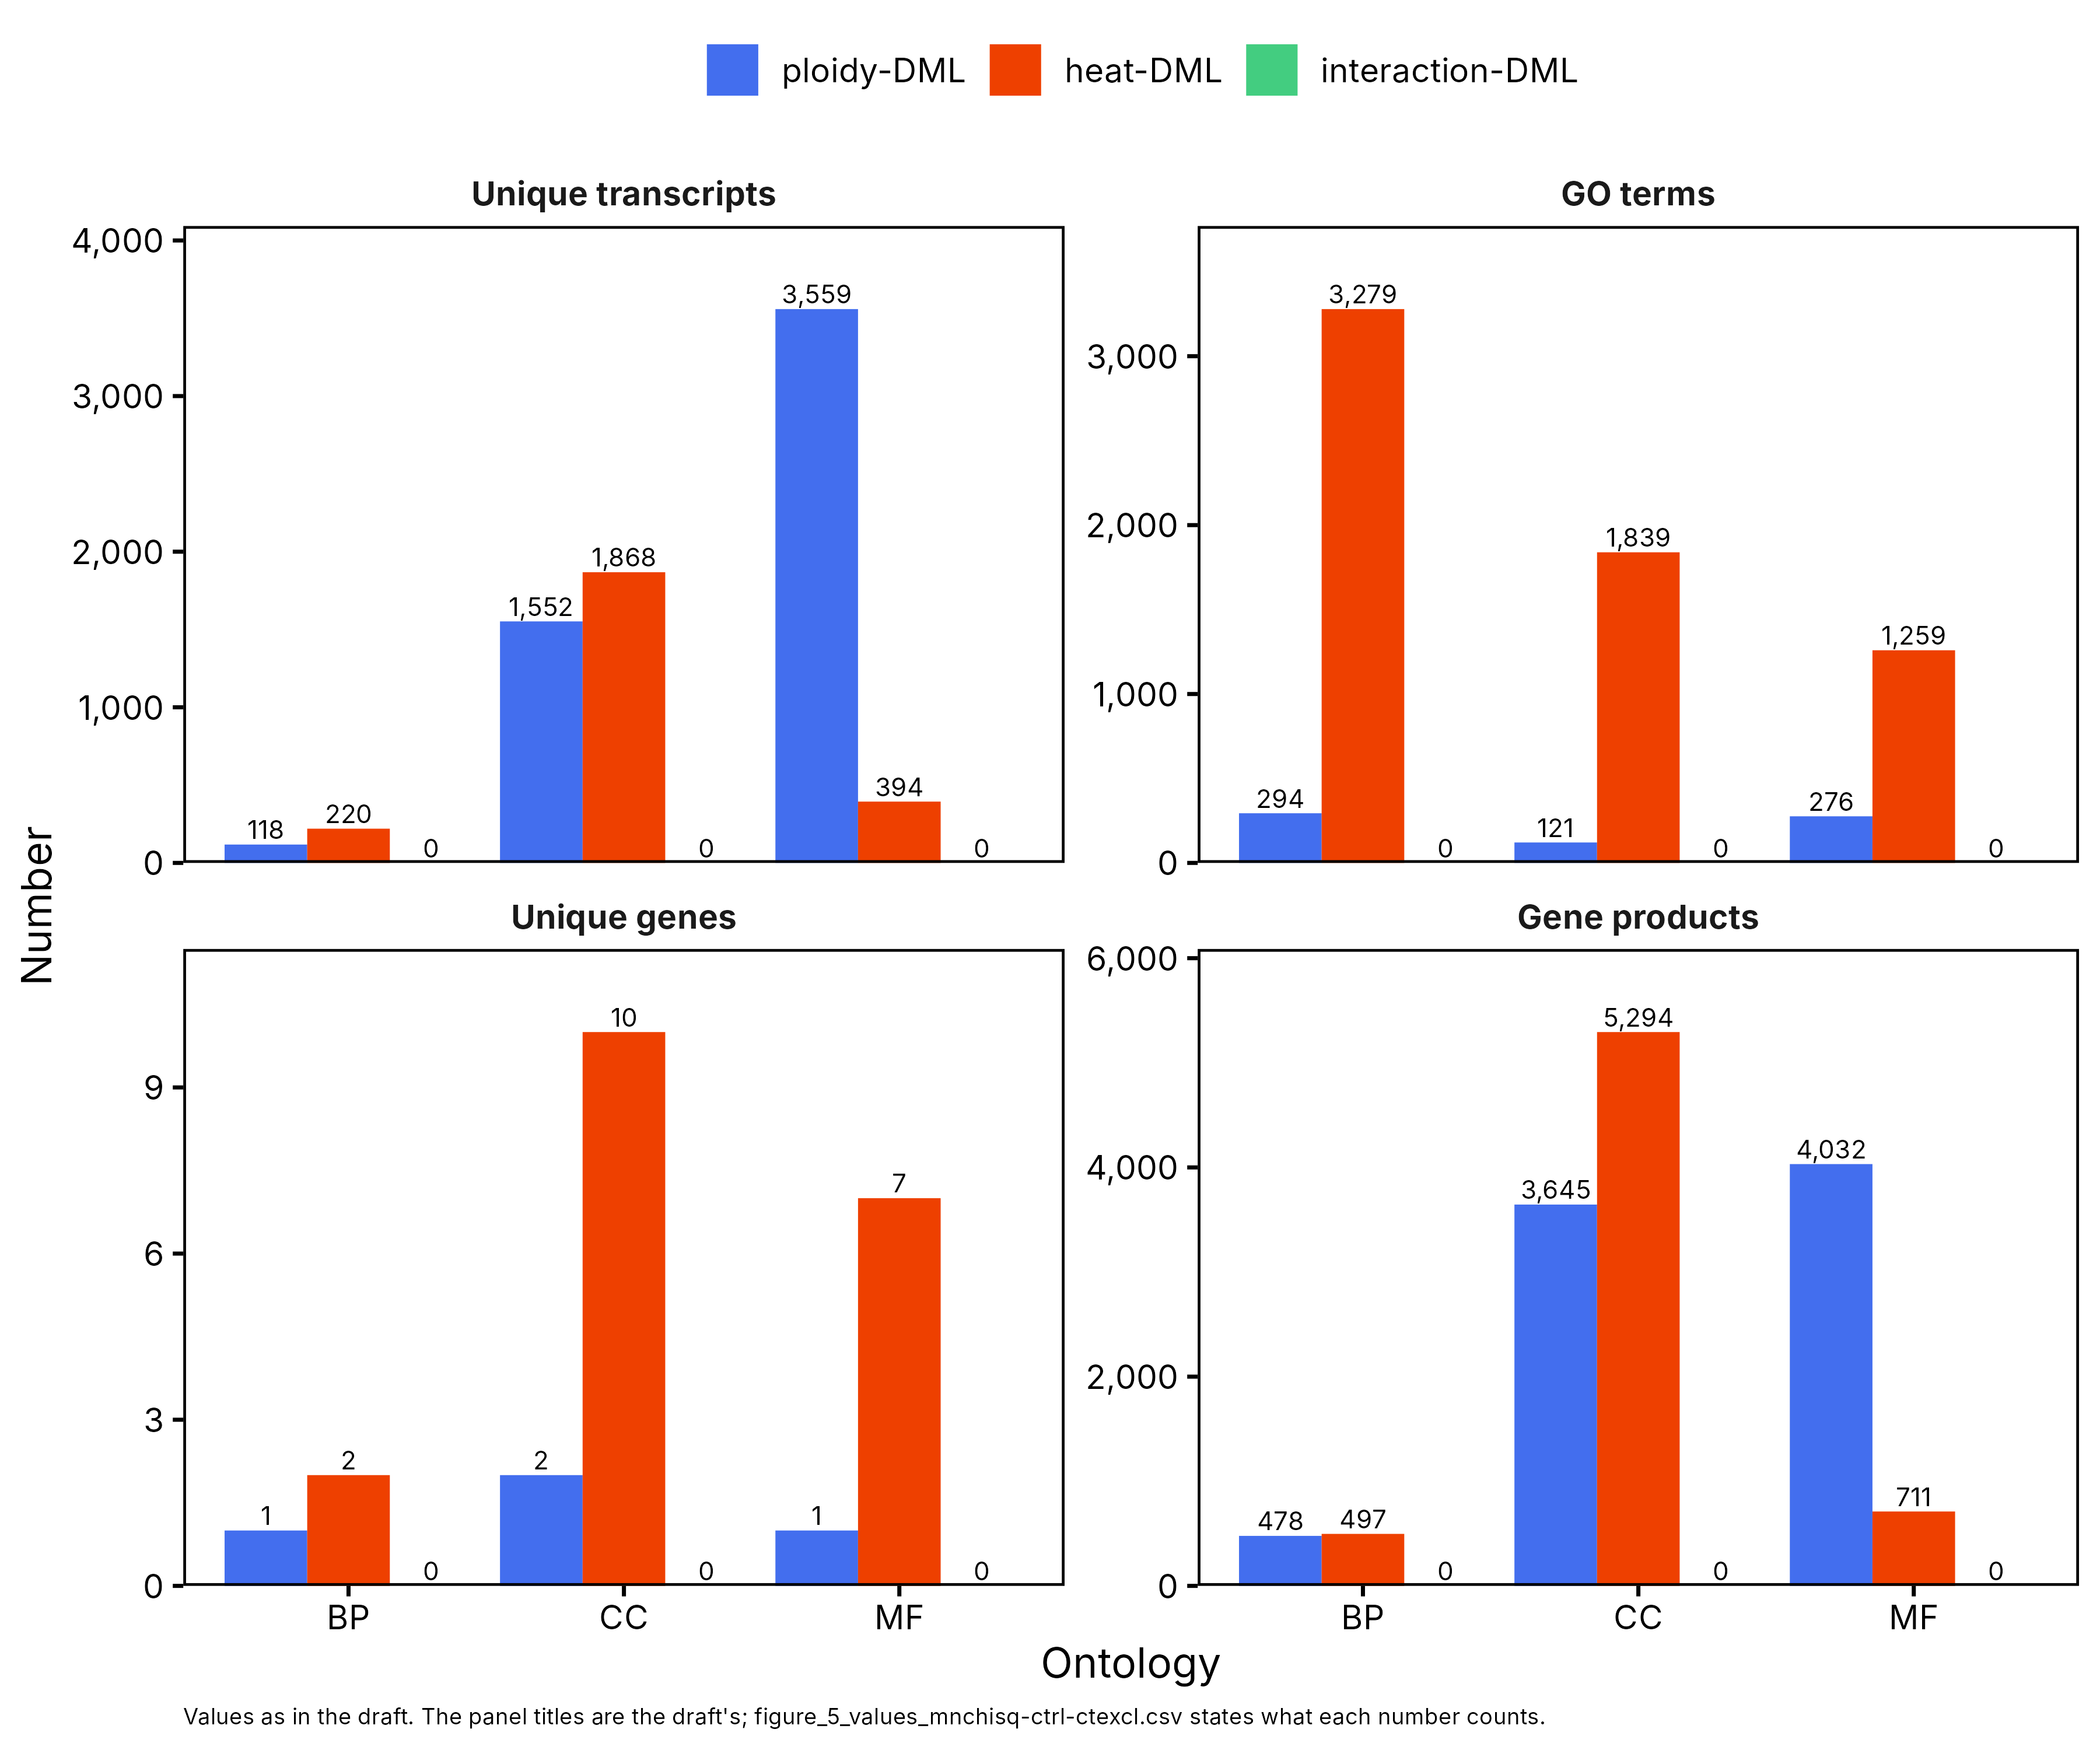 ploidy-DML heat-DML interaction-DML
Unique transcripts
4,000
3,000
2,000
1,000
0
118 220 0 1,552 1,868 0 3,559 394 0
GO terms
3,000
2,000
1,000
0
294 3,279 0 121 1,839 0 276 1,259 0
Number
Unique genes
9
6
3
0
1 2 0 2 10 0 1 7 0
BP CC MF
Gene products
6,000
4,000
2,000
0
478 497 0 3,645 5,294 0 4,032 711 0
BP CC MF
Ontology
Values as in the draft. The panel titles are the draft's; figure_5_values_mnchisq-ctrl-ctexcl.csv states what each number counts.